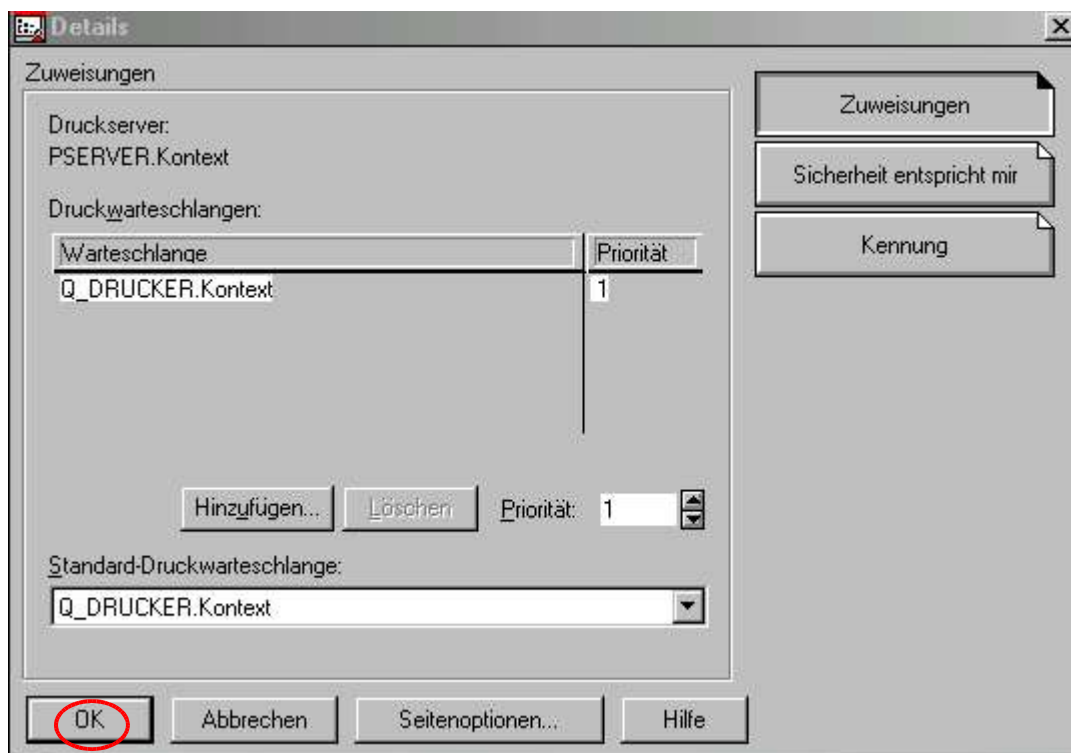 Details
Zuweisungen
Druckserver:
PSERVER.Kontext
Druckwarteschlangen:
Warteschlange Priorität
Q_DRUCKER.Kontext 1
Hinzufügen... Löschen Priorität: 1
Standard-Druckwarteschlange:
Q_DRUCKER.Kontext
OK Abbrechen Seitenoptionen... Hilfe
Zuweisungen
Sicherheit entspricht mir
Kennung